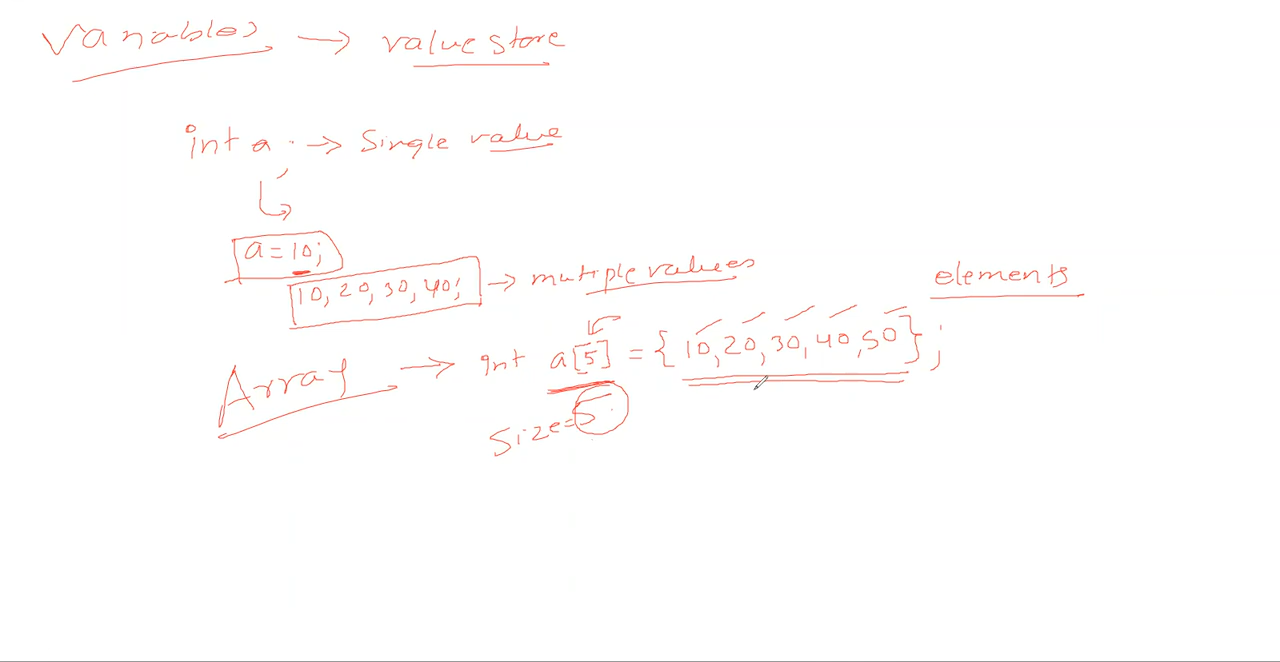 Variables → value store
int a ; → Single value
a = 10;
10, 20, 30, 40; → mutiple values
elements
Array → int a[5] = {10, 20, 30, 40, 50};
Size = 5